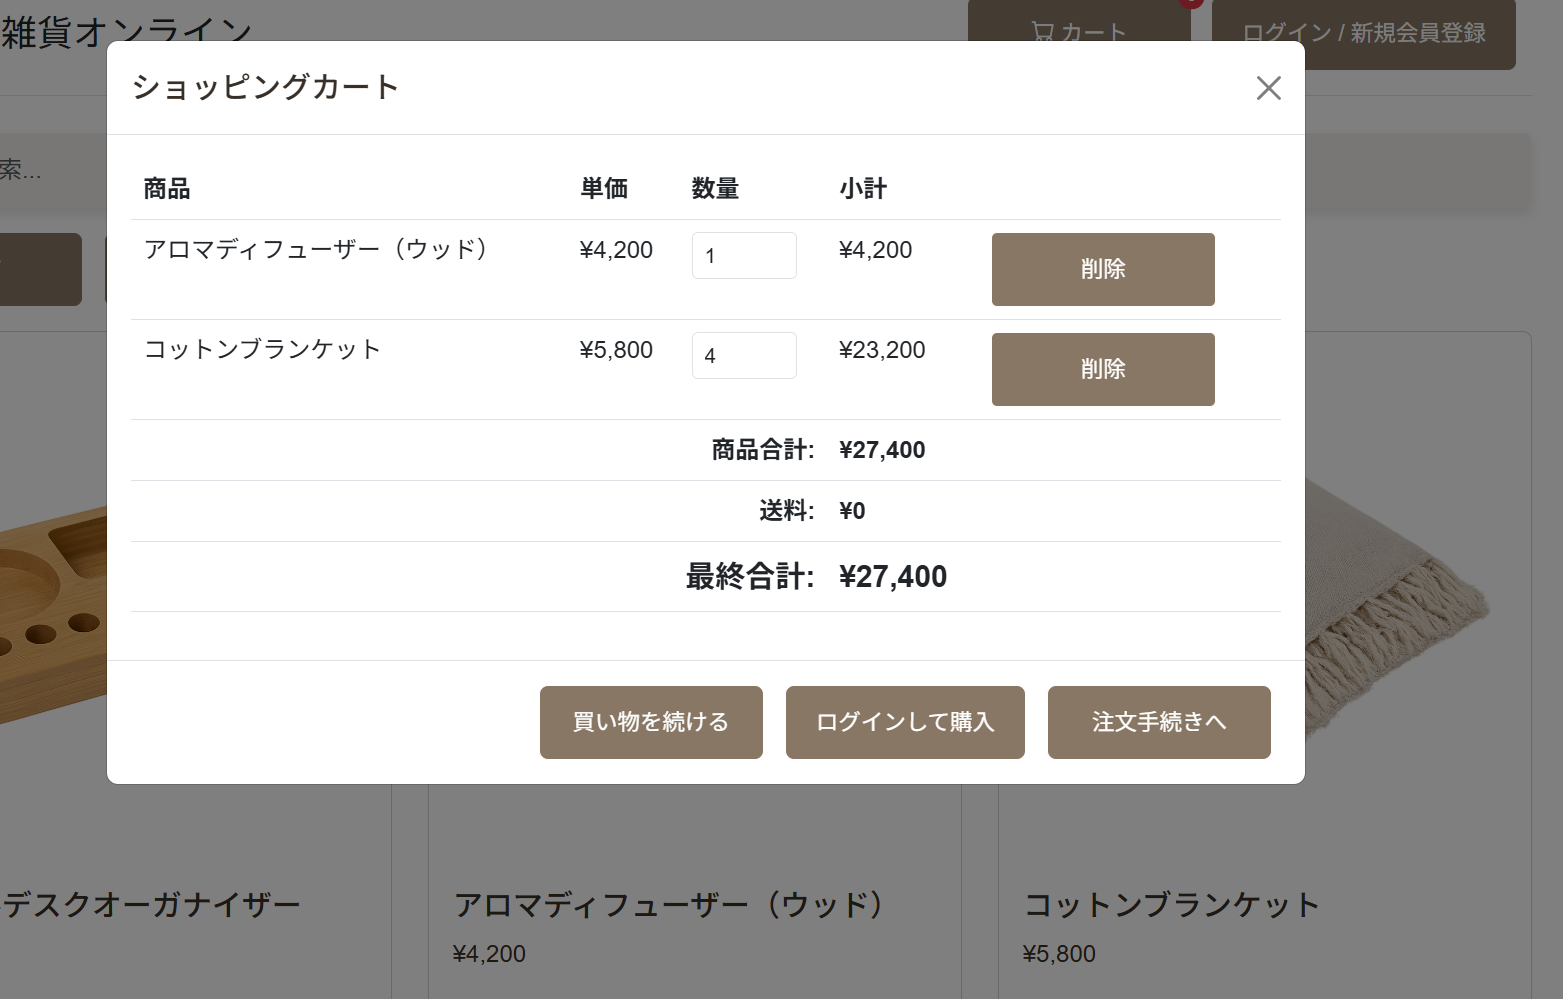 雑貨オンライン
カート
ログイン / 新規会員登録
ショッピングカート
索...
商品 単価 数量 小計
アロマディフューザー（ウッド） ¥4,200 1 ¥4,200 削除
コットンブランケット ¥5,800 4 ¥23,200 削除
商品合計: ¥27,400
送料: ¥0
最終合計: ¥27,400
買い物を続ける ログインして購入 注文手続きへ
デスクオーガナイザー
アロマディフューザー（ウッド）
¥4,200
コットンブランケット
¥5,800